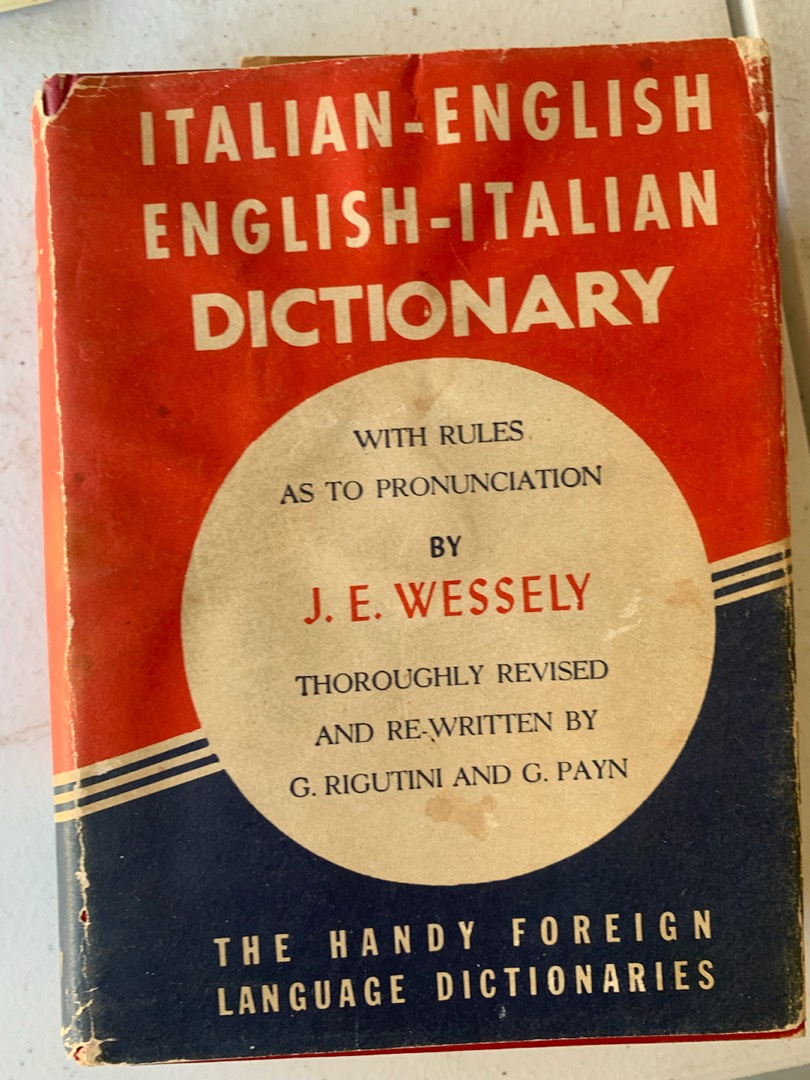 ITALIAN-ENGLISH
ENGLISH-ITALIAN
DICTIONARY
WITH RULES
AS TO PRONUNCIATION
BY
J. E. WESSELY
THOROUGHLY REVISED
AND RE-WRITTEN BY
G. RIGUTINI AND G. PAYN
THE HANDY FOREIGN
LANGUAGE DICTIONARIES